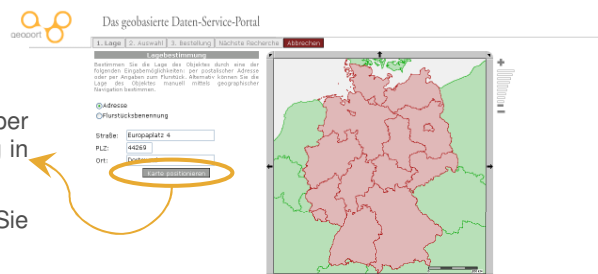 geoport
Das geobasierte Daten-Service-Portal
1. Lage 2. Auswahl 3. Bestellung Nächste Recherche Abbrechen
Lagebestimmung
Bestimmen Sie die Lage des Objektes durch eine der
folgenden Eingabemöglichkeiten: per postalischer Adresse
oder per Angaben zum Flurstück. Alternativ können Sie die
Lage des Objektes manuell mittels geographischer
Navigation bestimmen.
Adresse
Flurstücksbenennung
Straße: Europaplatz 4
PLZ: 44269
Ort:
Karte positionieren
ber
in
Sie